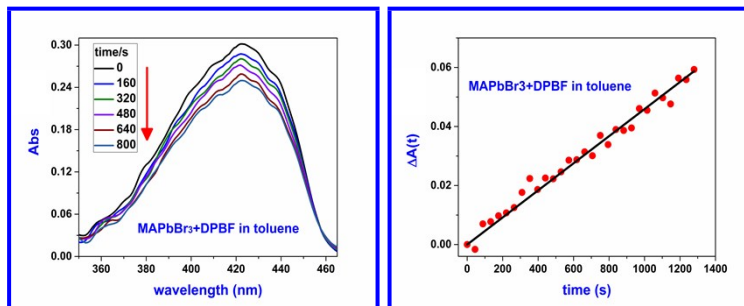 0.30
0.24
0.18
0.12
0.06
0.00
Abs
time/s
0
160
320
480
640
800
MAPbBr₃+DPBF in toluene
360 380 400 420 440 460
wavelength (nm)
0.06
0.04
0.02
0.00
ΔA(t)
MAPbBr3+DPBF in toluene
0 200 400 600 800 1000 1200 1400
time (s)